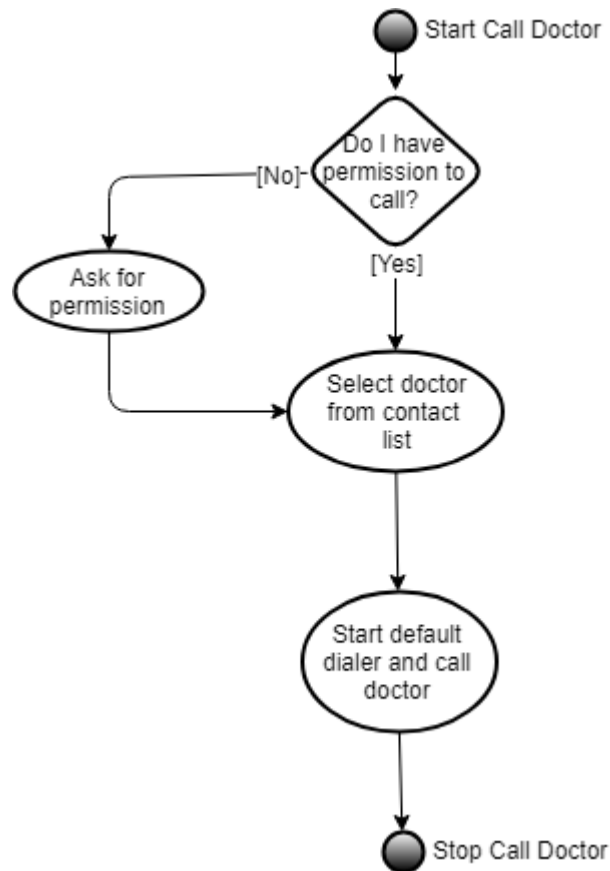 Start Call Doctor
Do I have
permission to
call?
[No]
[Yes]
Ask for
permission
Select doctor
from contact
list
Start default
dialer and call
doctor
Stop Call Doctor